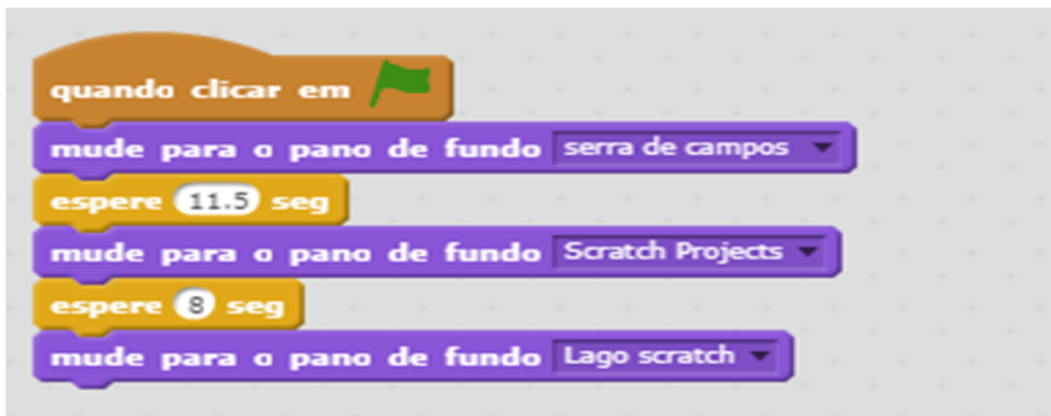 quando clicar em
mude para o pano de fundo serra de campos
espere 11.5 seg
mude para o pano de fundo Scratch Projects
espere 8 seg
mude para o pano de fundo Lago scratch